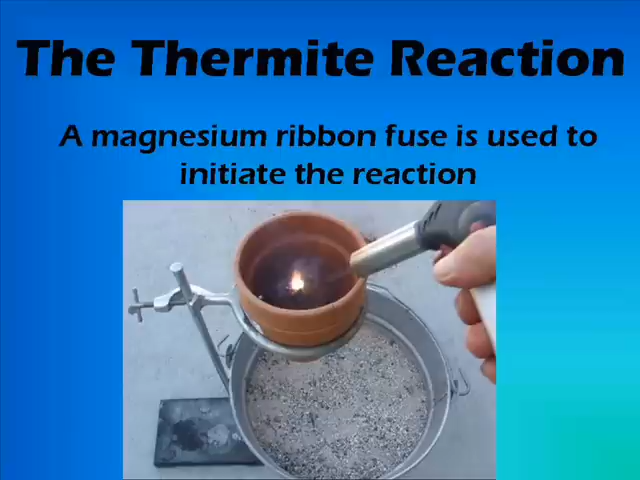 The Thermite Reaction
A magnesium ribbon fuse is used to
initiate the reaction